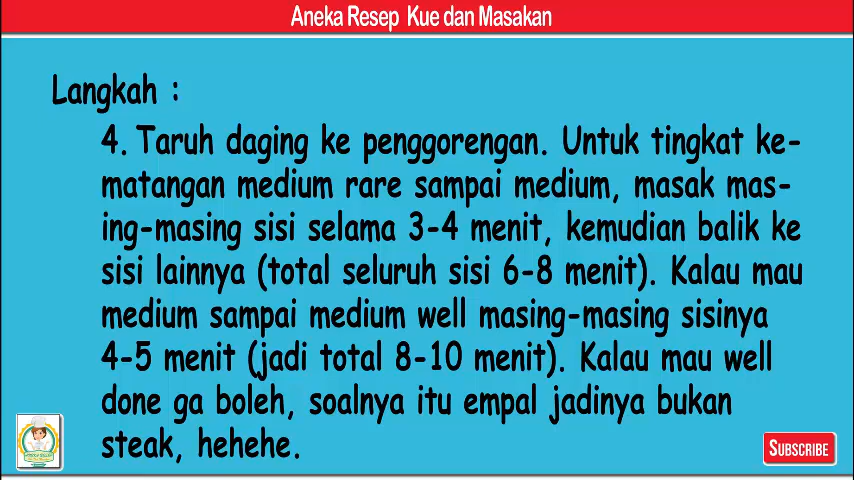 Aneka Resep Kue dan Masakan
Langkah :
4. Taruh daging ke penggorengan. Untuk tingkat ke-
matangan medium rare sampai medium, masak mas-
ing-masing sisi selama 3-4 menit, kemudian balik ke
sisi lainnya (total seluruh sisi 6-8 menit). Kalau mau
medium sampai medium well masing-masing sisinya
4-5 menit (jadi total 8-10 menit). Kalau mau well
done ga boleh, soalnya itu empal jadinya bukan
steak, hehehe.
SUBSCRIBE